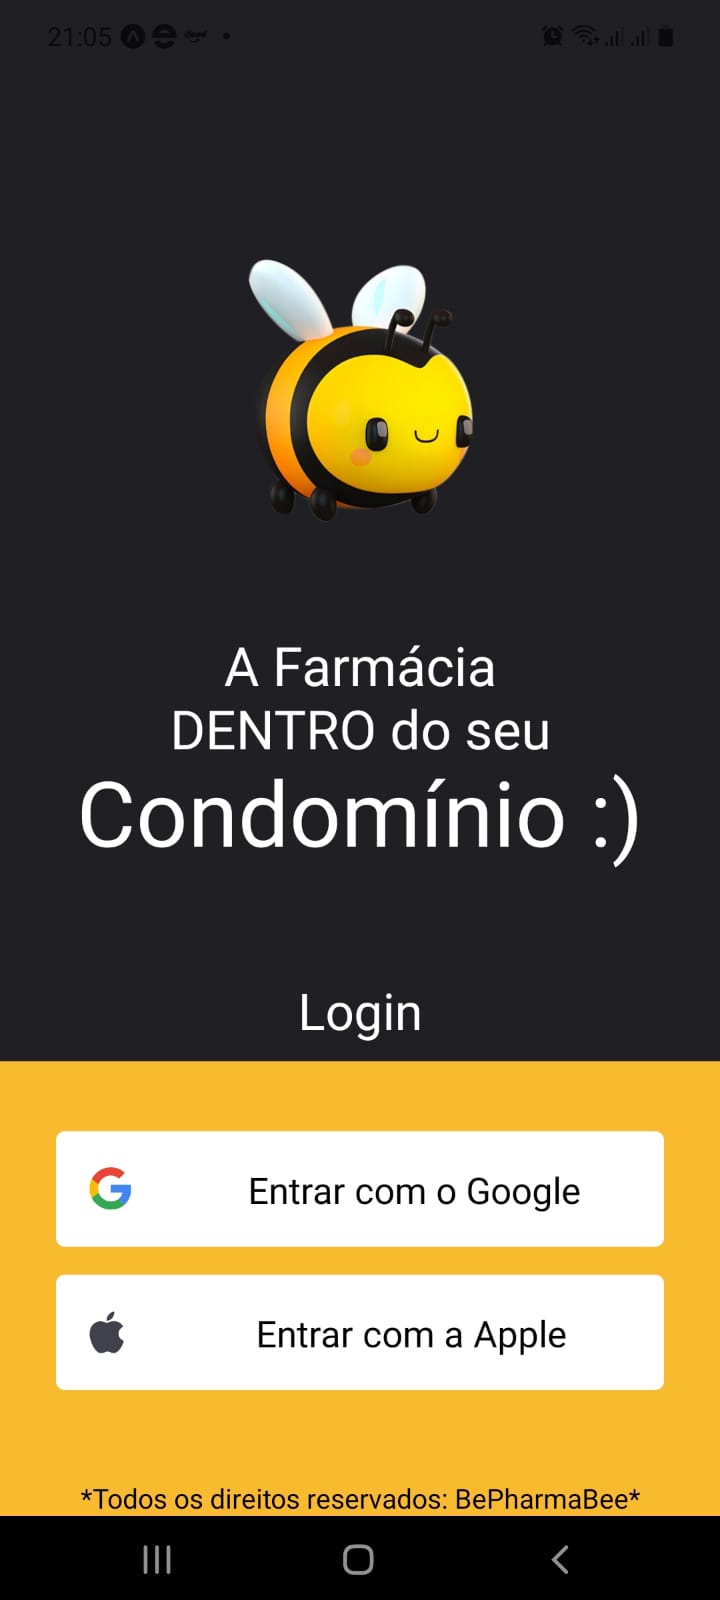 21:05
A Farmácia
DENTRO do seu
Condomínio :)
Login
Entrar com o Google
Entrar com a Apple
*Todos os direitos reservados: BePharmaBee*